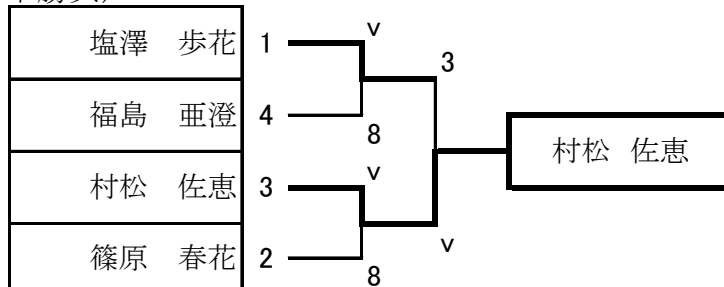 塩澤 歩花 1 v
3
福島 亜澄 4 8
村松 佐恵
村松 佐恵 3 v
v
篠原 春花 2 8